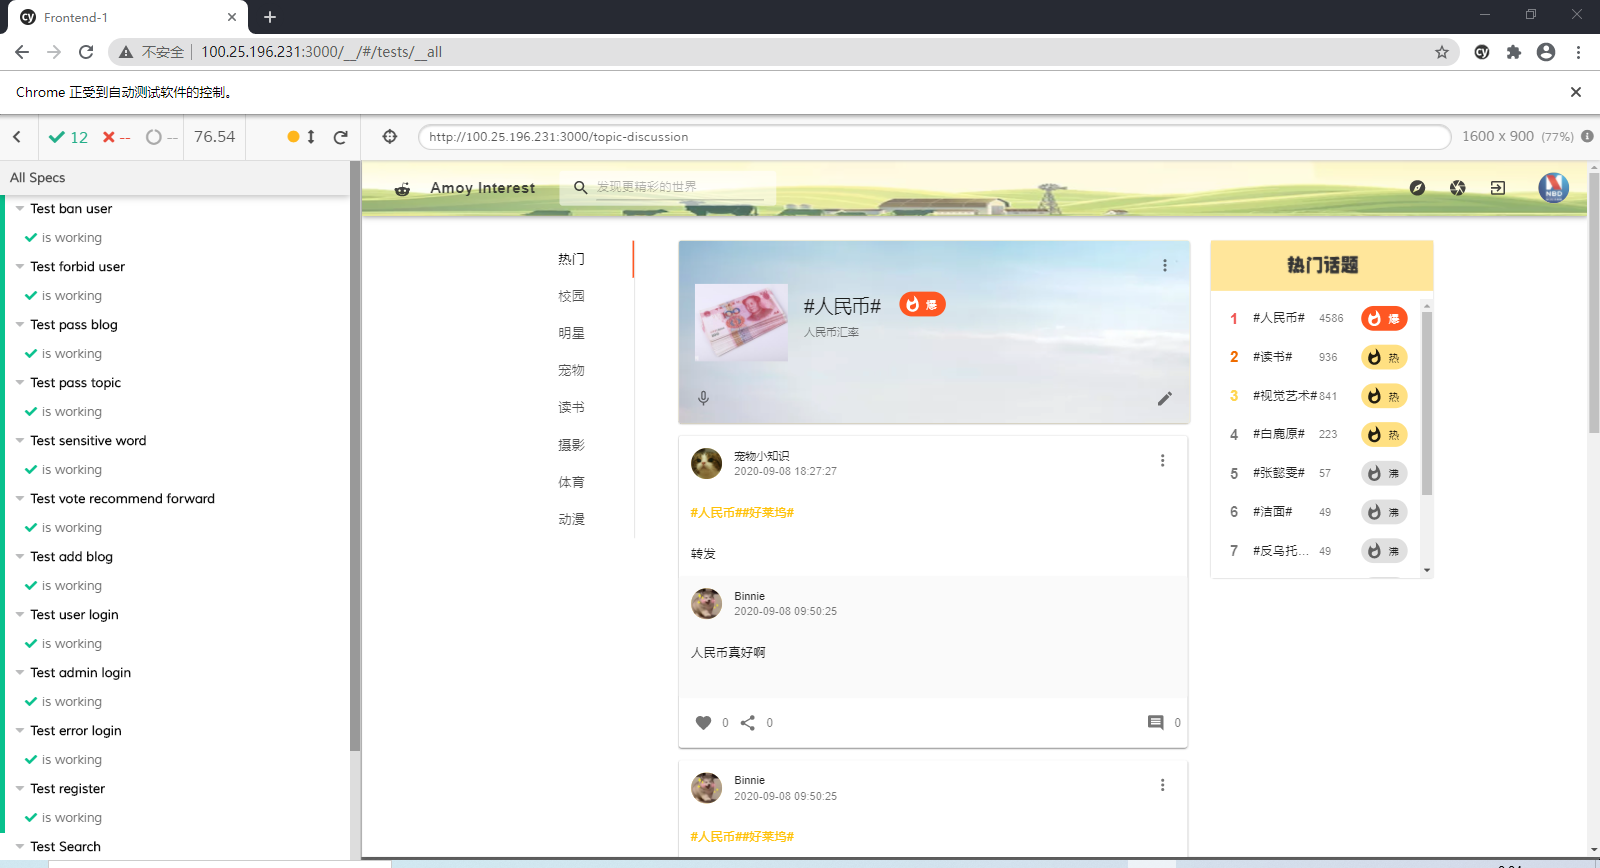 Frontend-1
不安全 100.25.196.231:3000/__/#/tests/__all
Chrome 正受到自动测试软件的控制。
12 -- -- 76.54
http://100.25.196.231:3000/topic-discussion
1600 x 900 (77%)
All Specs
Test ban user
is working
Test forbid user
is working
Test pass blog
is working
Test pass topic
is working
Test sensitive word
is working
Test vote recommend forward
is working
Test add blog
is working
Test user login
is working
Test admin login
is working
Test error login
is working
Test register
is working
Test Search
Amoy Interest
发现更精彩的世界
NBD
热门
校园
明星
宠物
读书
摄影
体育
动漫
#人民币# 爆
人民币汇率
宠物小知识
2020-09-08 18:27:27
#人民币##好莱坞#
转发
Binnie
2020-09-08 09:50:25
人民币真好啊
0 0 0
Binnie
2020-09-08 09:50:25
#人民币##好莱坞#
热门话题
1 #人民币# 4586 爆
2 #读书# 936 热
3 #视觉艺术# 841 热
4 #白鹿原# 223 热
5 #张懿雯# 57 沸
6 #洁面# 49 沸
7 #反乌托... 49 沸